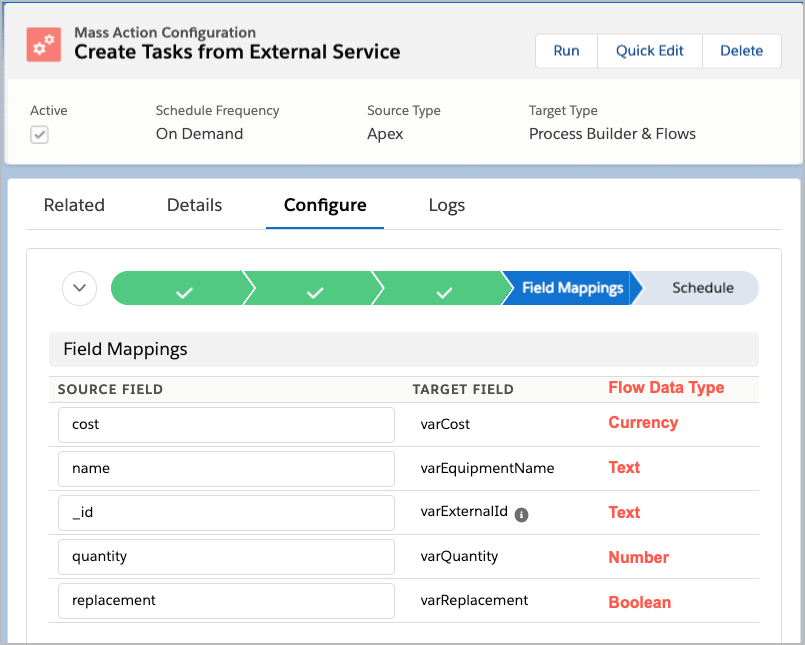 Mass Action Configuration
Create Tasks from External Service
Run Quick Edit Delete
Active Schedule Frequency Source Type Target Type
On Demand Apex Process Builder & Flows
Related Details Configure Logs
Field Mappings Schedule
Field Mappings
SOURCE FIELD TARGET FIELD Flow Data Type
cost varCost Currency
name varEquipmentName Text
_id varExternalId Text
quantity varQuantity Number
replacement varReplacement Boolean